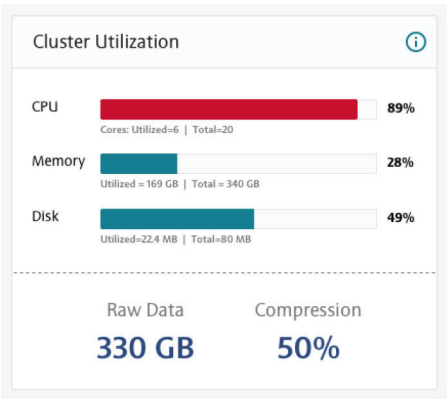 Cluster Utilization
CPU 89%
Cores: Utilized=6 | Total=20
Memory 28%
Utilized = 169 GB | Total = 340 GB
Disk 49%
Utilized=22.4 MB | Total=80 MB
Raw Data Compression
330 GB 50%